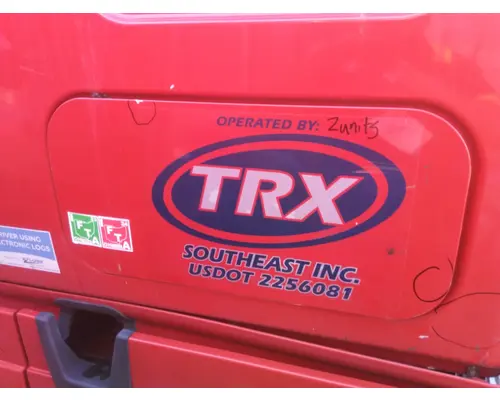 OPERATED BY: Zunits
TRX
SOUTHEAST INC.
USDOT 2256081
DRIVER USING
ELECTRONIC LOGS
F
T
A
F
T
A